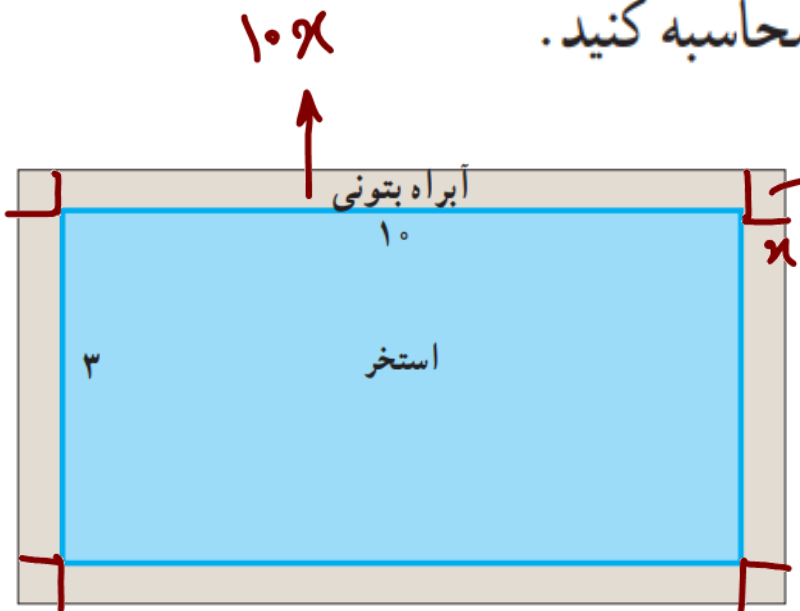 محاسبه کنید.
۱۰x
آبراه بتونی
۱۰
x
۳
استخر